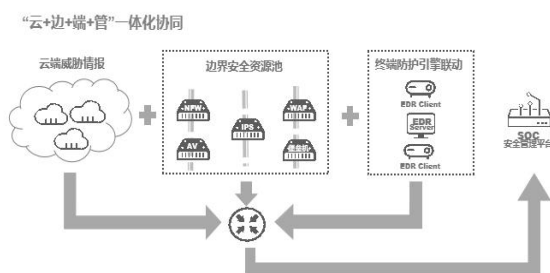 “云+边+端+管”一体化协同
云端威胁情报
边界安全资源池
终端防护引擎联动
NFW
WAF
IPS
AV
EDR Client
EDR
Server
EDR Client
SOC
安全管理平台